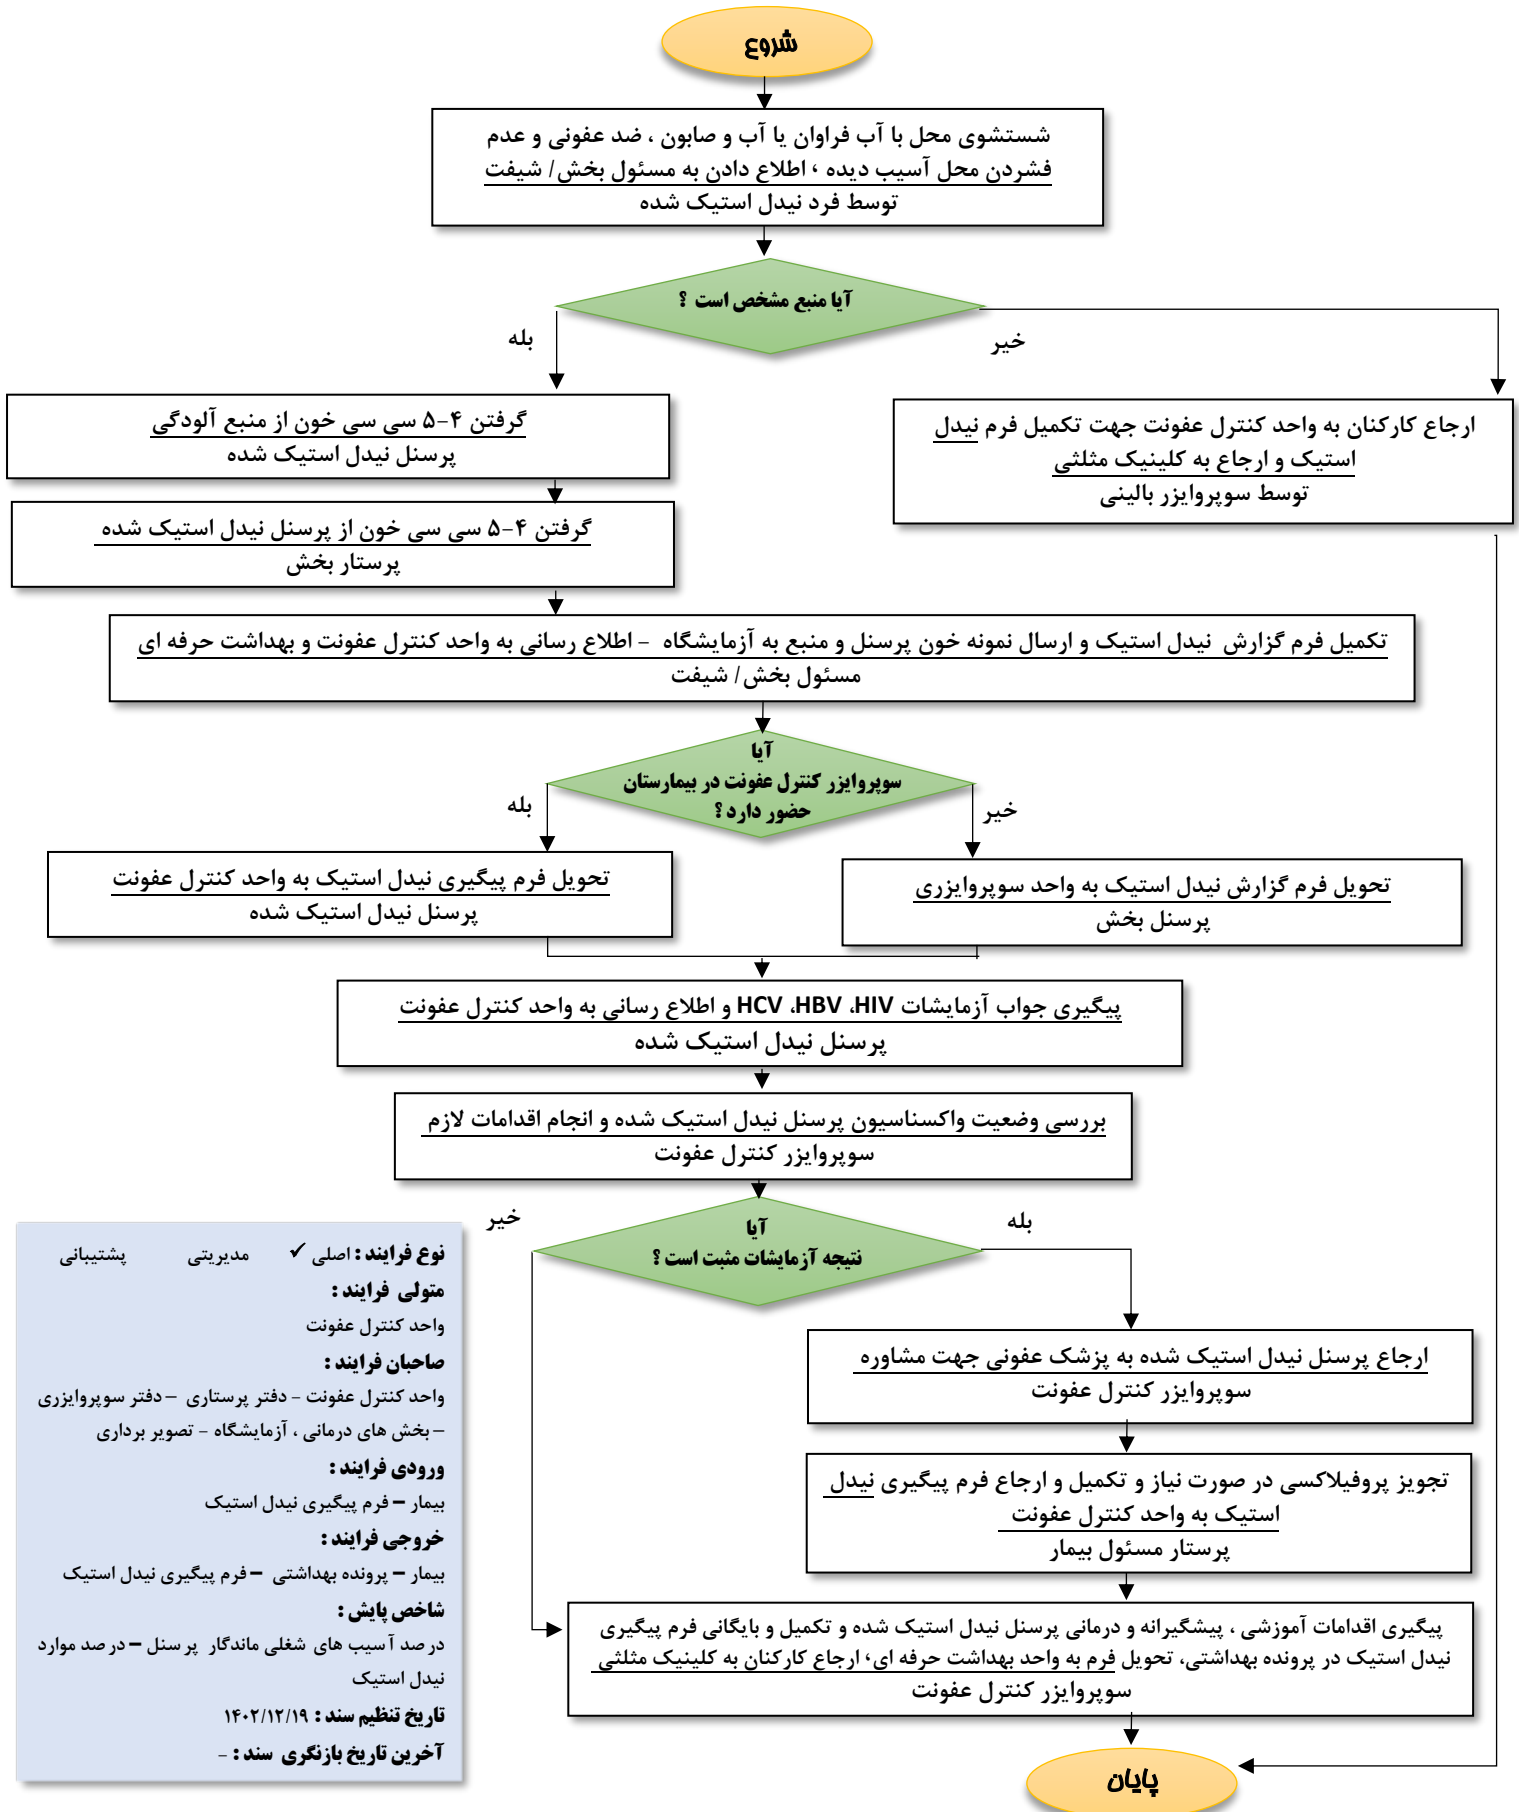 شروع
شستشوی محل با آب فراوان یا آب و صابون ، ضد عفونی و عدم
فشردن محل آسیب دیده ، اطلاع دادن به مسئول بخش/ شیفت
توسط فرد نیدل استیک شده
آیا منبع مشخص است ؟
بله
خیر
گرفتن ۴-۵ سی سی خون از منبع آلودگی
پرسنل نیدل استیک شده
ارجاع کارکنان به واحد کنترل عفونت جهت تکمیل فرم نیدل
استیک و ارجاع به کلینیک مثلثی
توسط سوپروایزر بالینی
گرفتن ۴-۵ سی سی خون از پرسنل نیدل استیک شده
پرستار بخش
تکمیل فرم گزارش نیدل استیک و ارسال نمونه خون پرسنل و منبع به آزمایشگاه - اطلاع رسانی به واحد کنترل عفونت و بهداشت حرفه ای
مسئول بخش/ شیفت
آیا
سوپروایزر کنترل عفونت در بیمارستان
حضور دارد ؟
بله
خیر
تحویل فرم پیگیری نیدل استیک به واحد کنترل عفونت
پرسنل نیدل استیک شده
تحویل فرم گزارش نیدل استیک به واحد سوپروایزری
پرسنل بخش
پیگیری جواب آزمایشات HCV ،HBV ،HIV و اطلاع رسانی به واحد کنترل عفونت
پرسنل نیدل استیک شده
بررسی وضعیت واکسناسیون پرسنل نیدل استیک شده و انجام اقدامات لازم
سوپروایزر کنترل عفونت
آیا
نتیجه آزمایشات مثبت است ؟
خیر
بله
ارجاع پرسنل نیدل استیک شده به پزشک عفونی جهت مشاوره
سوپروایزر کنترل عفونت
تجویز پروفیلاکسی در صورت نیاز و تکمیل و ارجاع فرم پیگیری نیدل
استیک به واحد کنترل عفونت
پرستار مسئول بیمار
پیگیری اقدامات آموزشی ، پیشگیرانه و درمانی پرسنل نیدل استیک شده و تکمیل و بایگانی فرم پیگیری
نیدل استیک در پرونده بهداشتی، تحویل فرم به واحد بهداشت حرفه ای، ارجاع کارکنان به کلینیک مثلثی
سوپروایزر کنترل عفونت
پایان
نوع فرایند : اصلی ✓ مدیریتی پشتیبانی
متولی فرایند :
واحد کنترل عفونت
صاحبان فرایند :
واحد کنترل عفونت - دفتر پرستاری – دفتر سوپروایزری
– بخش های درمانی ، آزمایشگاه - تصویر برداری
ورودی فرایند :
بیمار – فرم پیگیری نیدل استیک
خروجی فرایند :
بیمار – پرونده بهداشتی – فرم پیگیری نیدل استیک
شاخص پایش :
درصد آسیب های شغلی ماندگار پرسنل – درصد موارد
نیدل استیک
تاریخ تنظیم سند : ۱۴۰۲/۱۲/۱۹
آخرین تاریخ بازنگری سند : -